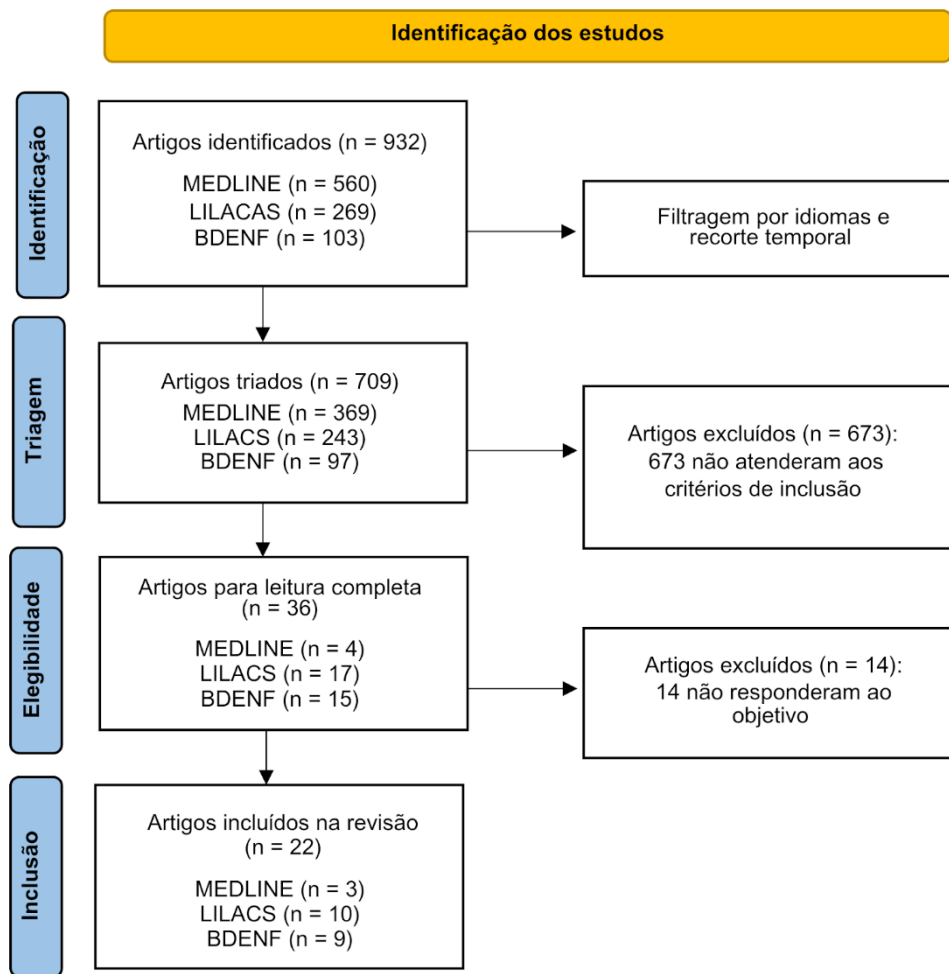 Identificação dos estudos
Identificação
Artigos identificados (n = 932)
MEDLINE (n = 560)
LILACAS (n = 269)
BDENF (n = 103)
Filtragem por idiomas e
recorte temporal
Triagem
Artigos triados (n = 709)
MEDLINE (n = 369)
LILACS (n = 243)
BDENF (n = 97)
Artigos excluídos (n = 673):
673 não atenderam aos
critérios de inclusão
Elegibilidade
Artigos para leitura completa
(n = 36)
MEDLINE (n = 4)
LILACS (n = 17)
BDENF (n = 15)
Artigos excluídos (n = 14):
14 não responderam ao
objetivo
Inclusão
Artigos incluídos na revisão
(n = 22)
MEDLINE (n = 3)
LILACS (n = 10)
BDENF (n = 9)